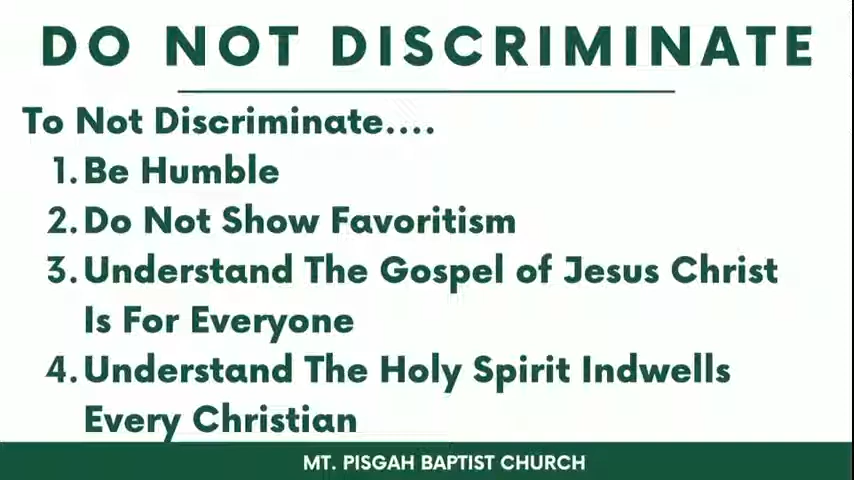 DO NOT DISCRIMINATE
To Not Discriminate....
1. Be Humble
2. Do Not Show Favoritism
3. Understand The Gospel of Jesus Christ
Is For Everyone
4. Understand The Holy Spirit Indwells
Every Christian
MT. PISGAH BAPTIST CHURCH